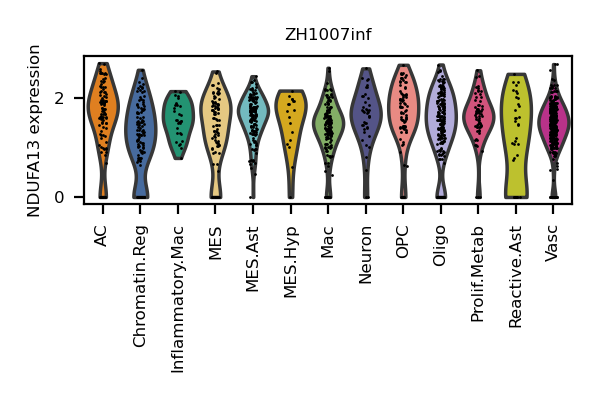 ZH1007inf
NDUFA13 expression
2
0
AC
Chromatin.Reg
Inflammatory.Mac
MES
MES.Ast
MES.Hyp
Mac
Neuron
OPC
Oligo
Prolif.Metab
Reactive.Ast
Vasc